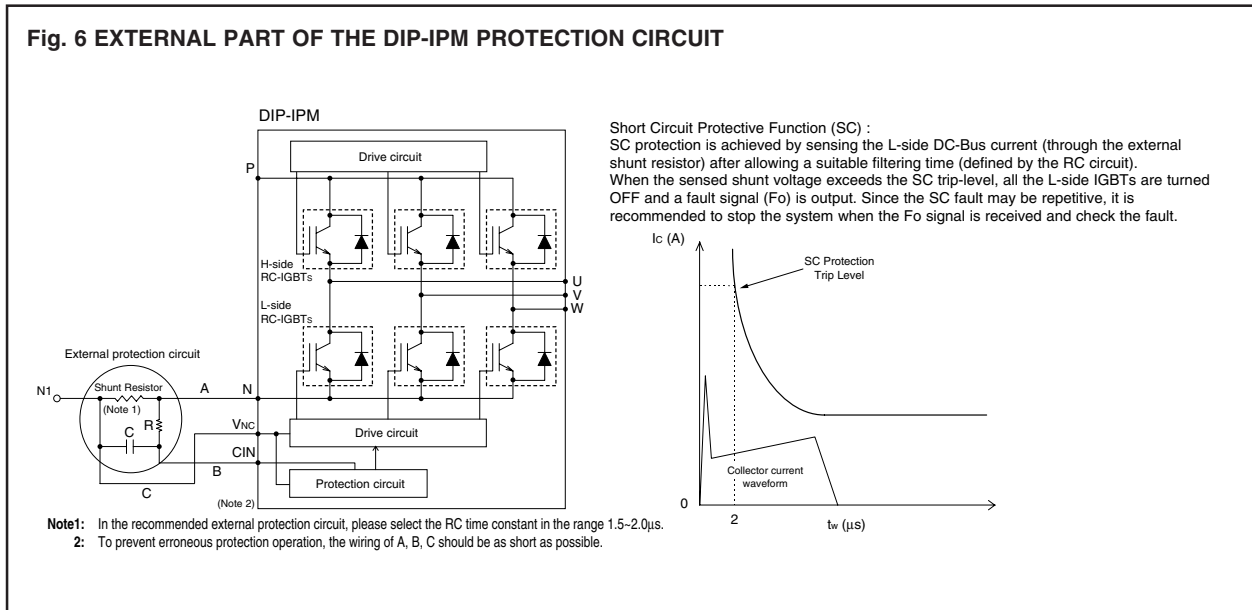 Fig. 6 EXTERNAL PART OF THE DIP-IPM PROTECTION CIRCUIT
DIP-IPM
Drive circuit
P
H-side
RC-IGBTs
U
V
W
L-side
RC-IGBTs
External protection circuit
N1
Shunt Resistor
A
N
(Note 1)
R
C
VNC
Drive circuit
CIN
B
C
Protection circuit
(Note 2)
Short Circuit Protective Function (SC) :
SC protection is achieved by sensing the L-side DC-Bus current (through the external
shunt resistor) after allowing a suitable filtering time (defined by the RC circuit).
When the sensed shunt voltage exceeds the SC trip-level, all the L-side IGBTs are turned
OFF and a fault signal (Fo) is output. Since the SC fault may be repetitive, it is
recommended to stop the system when the Fo signal is received and check the fault.
IC (A)
SC Protection
Trip Level
Collector current
waveform
0
2
tw (μs)
Note1: In the recommended external protection circuit, please select the RC time constant in the range 1.5~2.0μs.
2: To prevent erroneous protection operation, the wiring of A, B, C should be as short as possible.